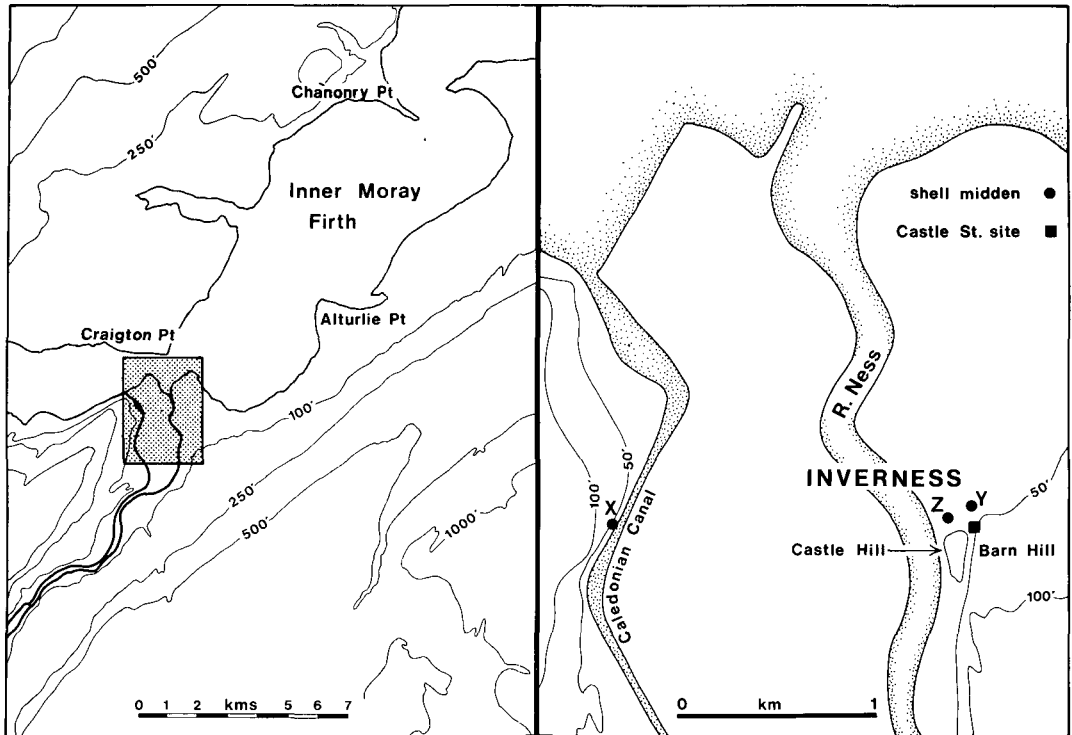 500'
Chanonry Pt
250'
Inner Moray
Firth
Craigton Pt
Alturlie Pt
100'
250'
500'
1000'
0 1 2 kms 5 6 7
shell midden
Castle St. site
R. Ness
50'
100'
X
Caledonian Canal
INVERNESS
Z Y
50'
Castle Hill
Barn Hill
100'
0 km 1